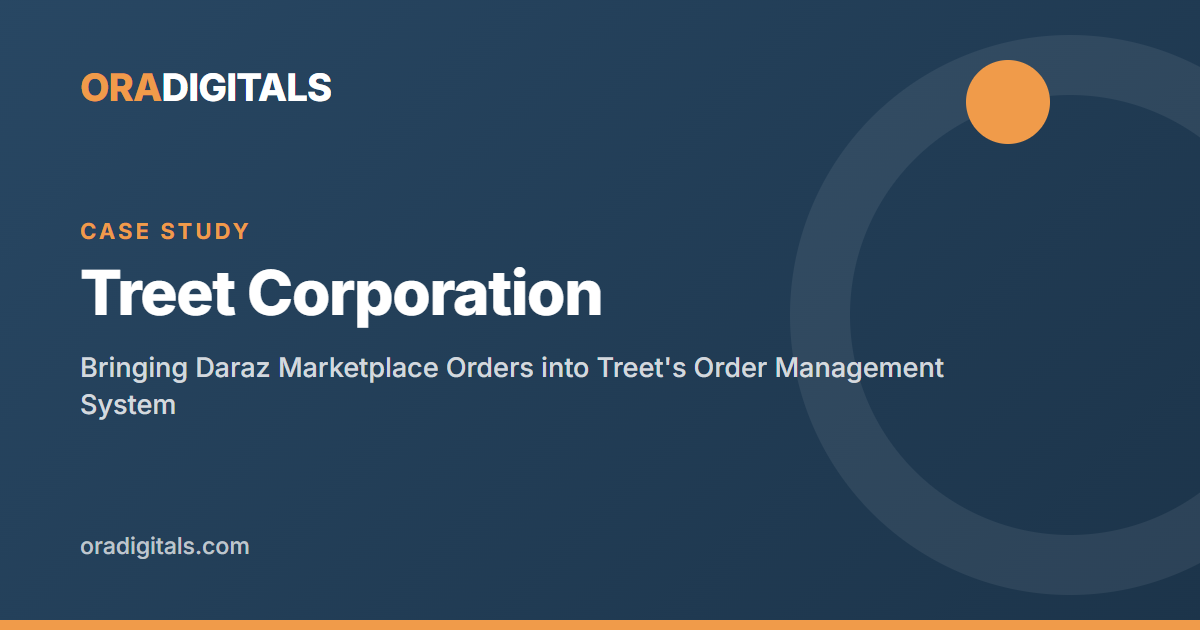 ORADIGITALS
CASE STUDY
Treet Corporation
Bringing Daraz Marketplace Orders into Treet's Order Management
System
oradigitals.com